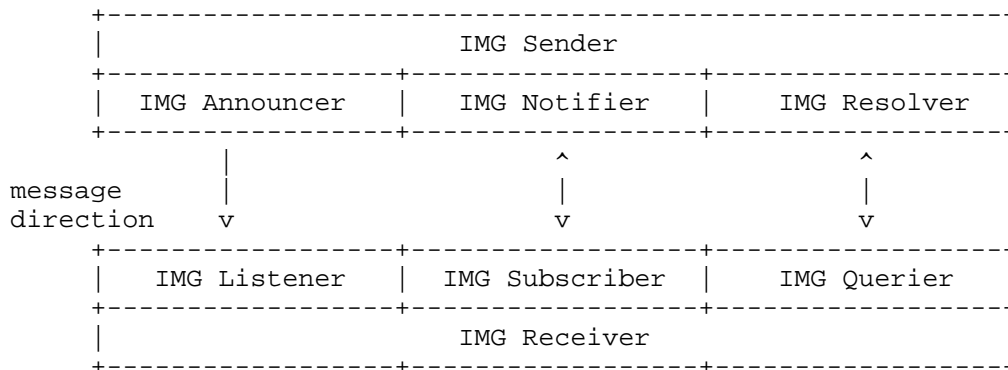 IMG Sender
IMG Announcer | IMG Notifier | IMG Resolver
message
direction
IMG Listener | IMG Subscriber | IMG Querier
IMG Receiver